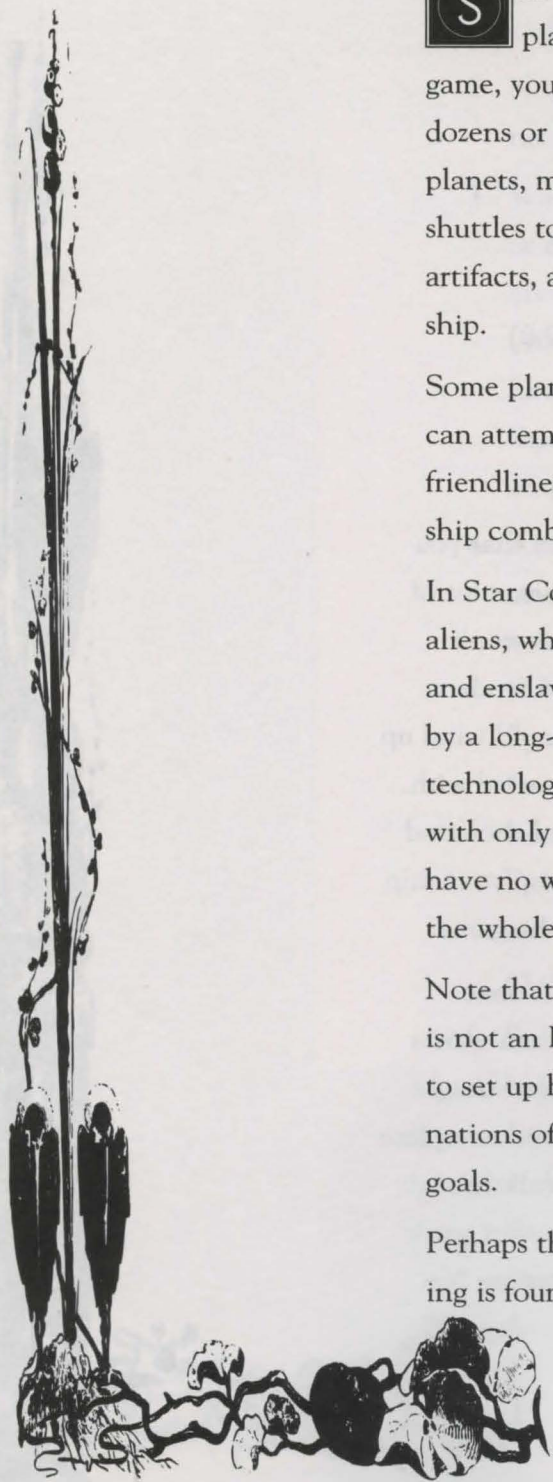 S
pla
game, you
dozens or
planets, m
shuttles to
artifacts, a
ship.
Some plan
can attem
friendline
ship comb
In Star Co
aliens, wh
and enslav
by a long-
technolog
with only
have no w
the whole
Note that
is not an I
to set up h
nations of
goals.
Perhaps th
ing is four